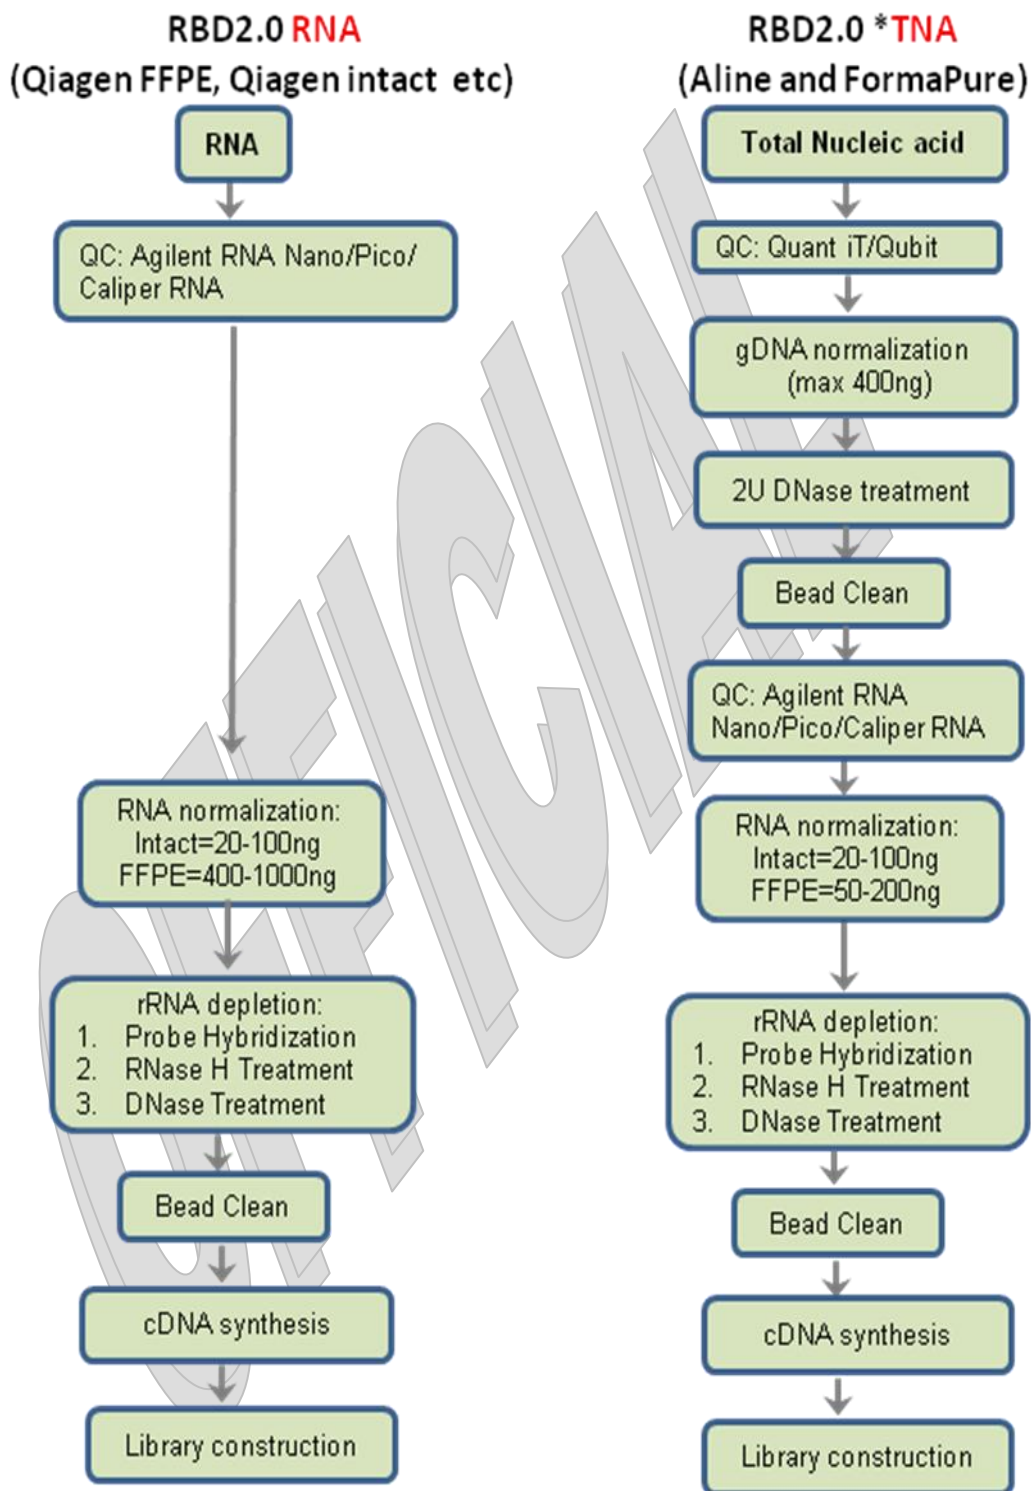 RBD2.0 RNA
(Qiagen FFPE, Qiagen intact etc)
RNA
QC: Agilent RNA Nano/Pico/
Caliper RNA
RNA normalization:
Intact=20-100ng
FFPE=400-1000ng
rRNA depletion:
1. Probe Hybridization
2. RNase H Treatment
3. DNase Treatment
Bead Clean
cDNA synthesis
Library construction
RBD2.0 *TNA
(Aline and FormaPure)
Total Nucleic acid
QC: Quant iT/Qubit
gDNA normalization
(max 400ng)
2U DNase treatment
Bead Clean
QC: Agilent RNA
Nano/Pico/Caliper RNA
RNA normalization:
Intact=20-100ng
FFPE=50-200ng
rRNA depletion:
1. Probe Hybridization
2. RNase H Treatment
3. DNase Treatment
Bead Clean
cDNA synthesis
Library construction
OFFICIAL